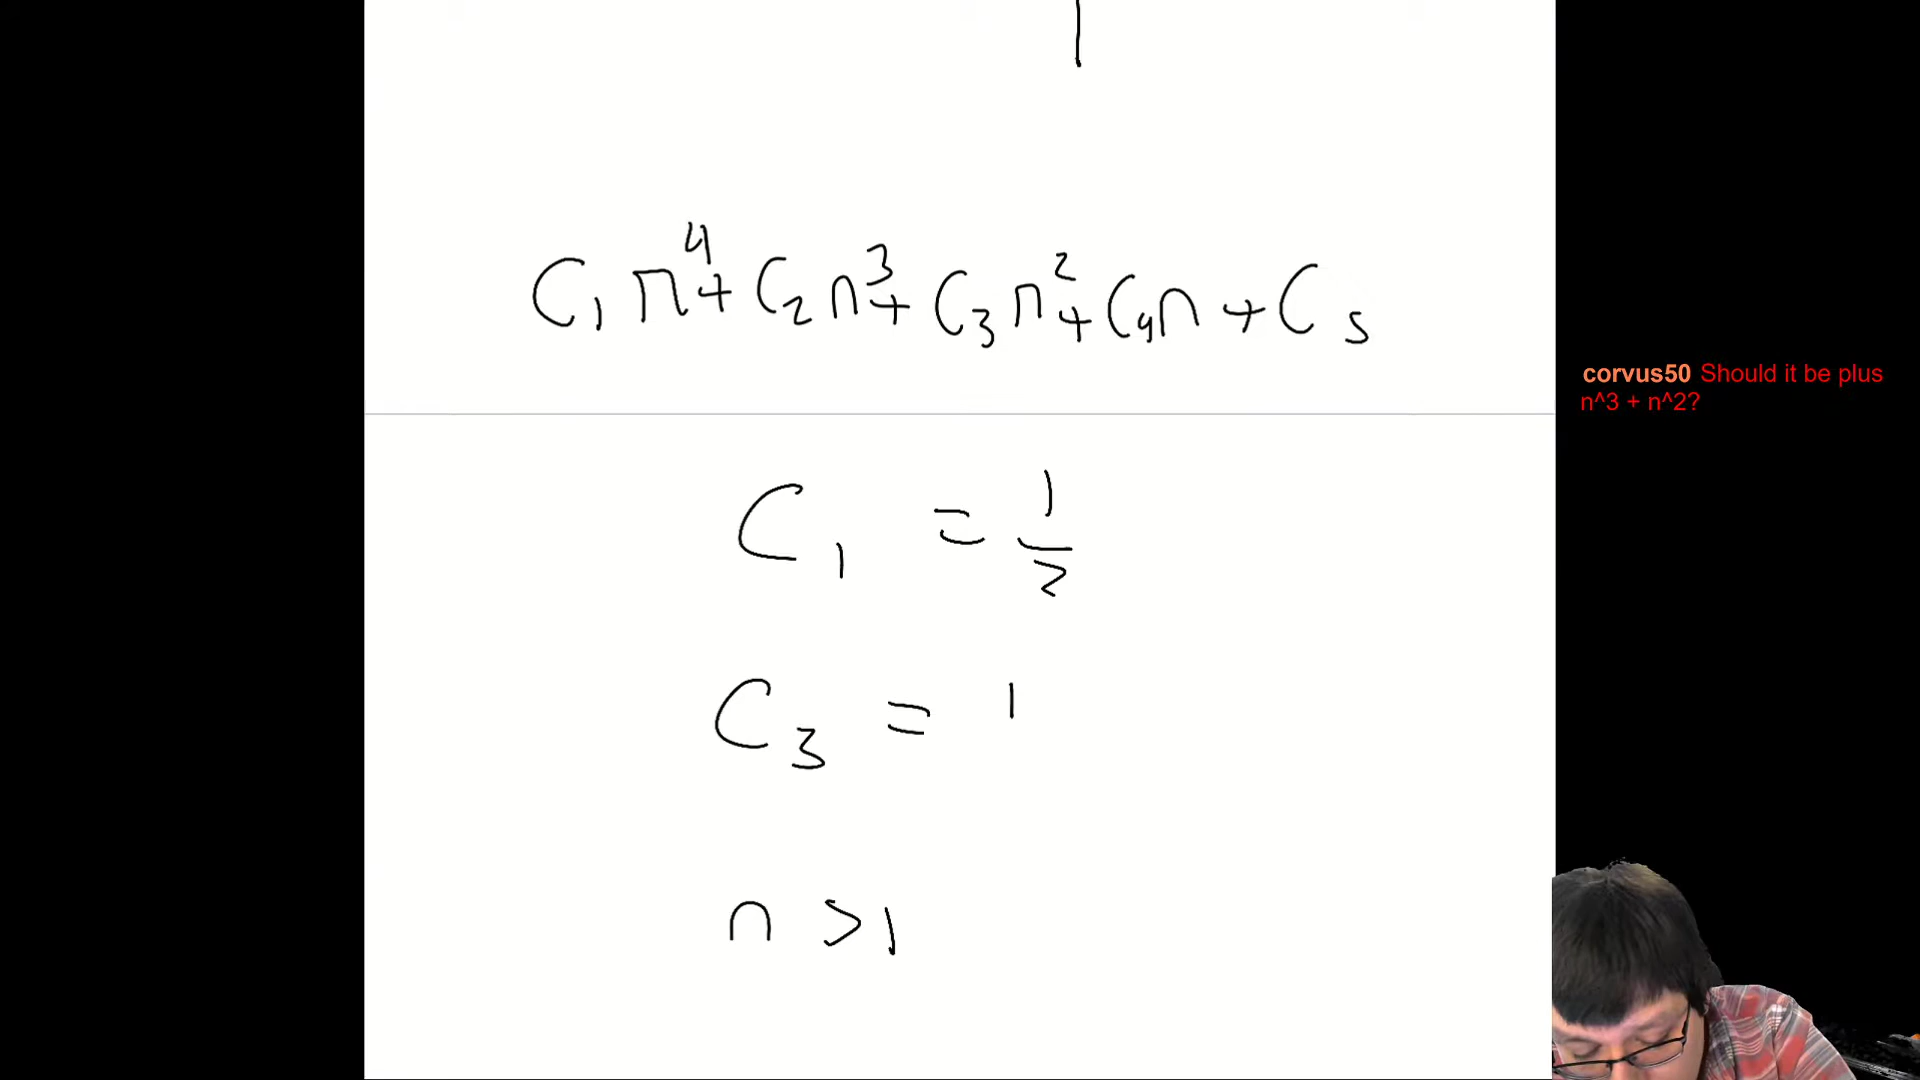 C₁n⁴ + C₂n³ + C₃n² + C₄n + C₅
corvus50 Should it be plus
n^3 + n^2?
C₁ = 1/2
C₃ = 1
n > 1